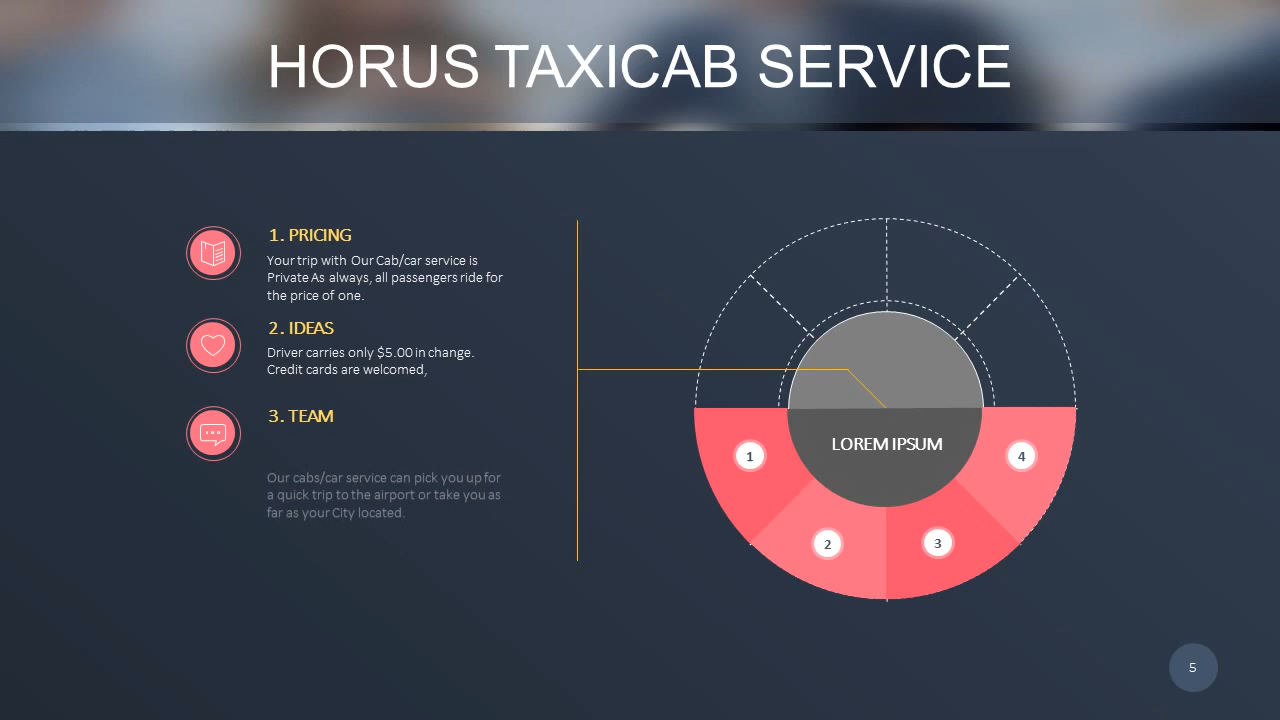 HORUS TAXICAB SERVICE
1. PRICING
Your trip with Our Cab/car service is
Private As always, all passengers ride for
the price of one.
2. IDEAS
Driver carries only $5.00 in change.
Credit cards are welcomed,
3. TEAM
Our cabs/car service can pick you up for
a quick trip to the airport or take you as
far as your City located.
LOREM IPSUM
1
2
3
4
5